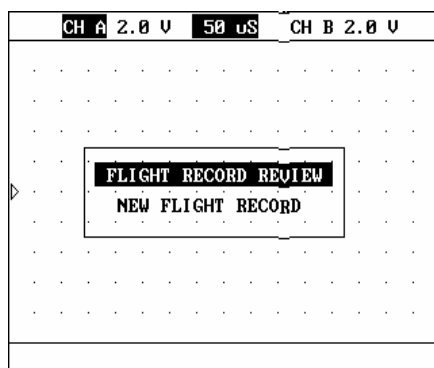 CH A 2.0 V 50 uS CH B 2.0 V
FLIGHT RECORD REVIEW
NEW FLIGHT RECORD